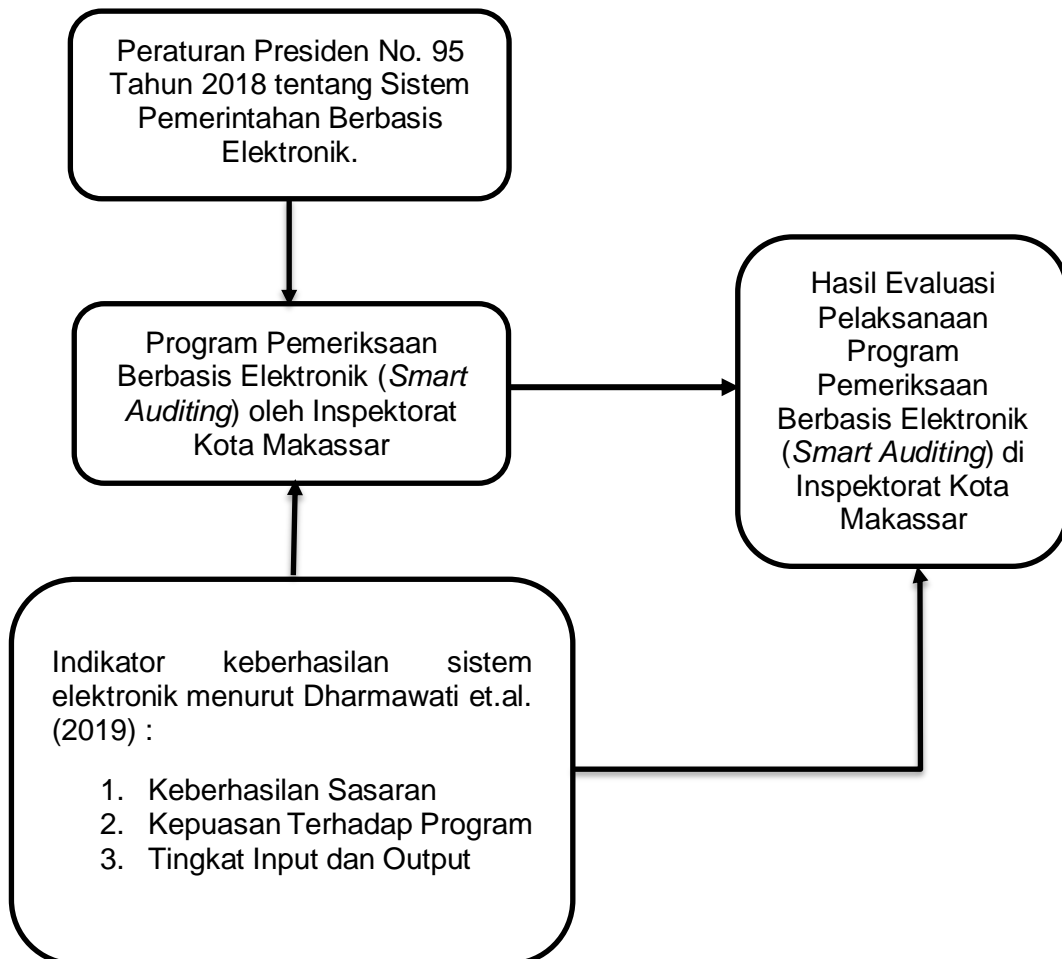 Peraturan Presiden No. 95
Tahun 2018 tentang Sistem
Pemerintahan Berbasis
Elektronik.
Program Pemeriksaan
Berbasis Elektronik (Smart
Auditing) oleh Inspektorat
Kota Makassar
Hasil Evaluasi
Pelaksanaan
Program
Pemeriksaan
Berbasis Elektronik
(Smart Auditing) di
Inspektorat Kota
Makassar
Indikator keberhasilan sistem
elektronik menurut Dharmawati et.al.
(2019) :
1. Keberhasilan Sasaran
2. Kepuasan Terhadap Program
3. Tingkat Input dan Output